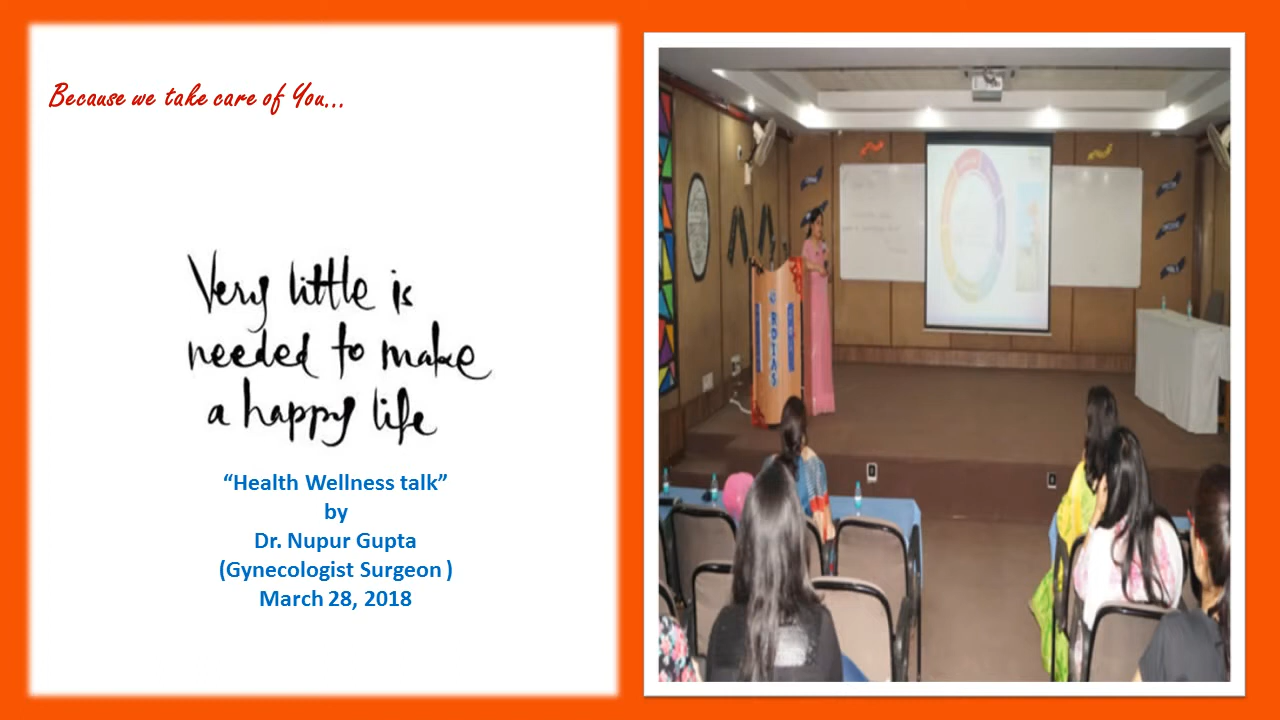 Because we take care of You...
Very little is
needed to make
a happy life
“Health Wellness talk”
by
Dr. Nupur Gupta
(Gynecologist Surgeon )
March 28, 2018
RDIAS